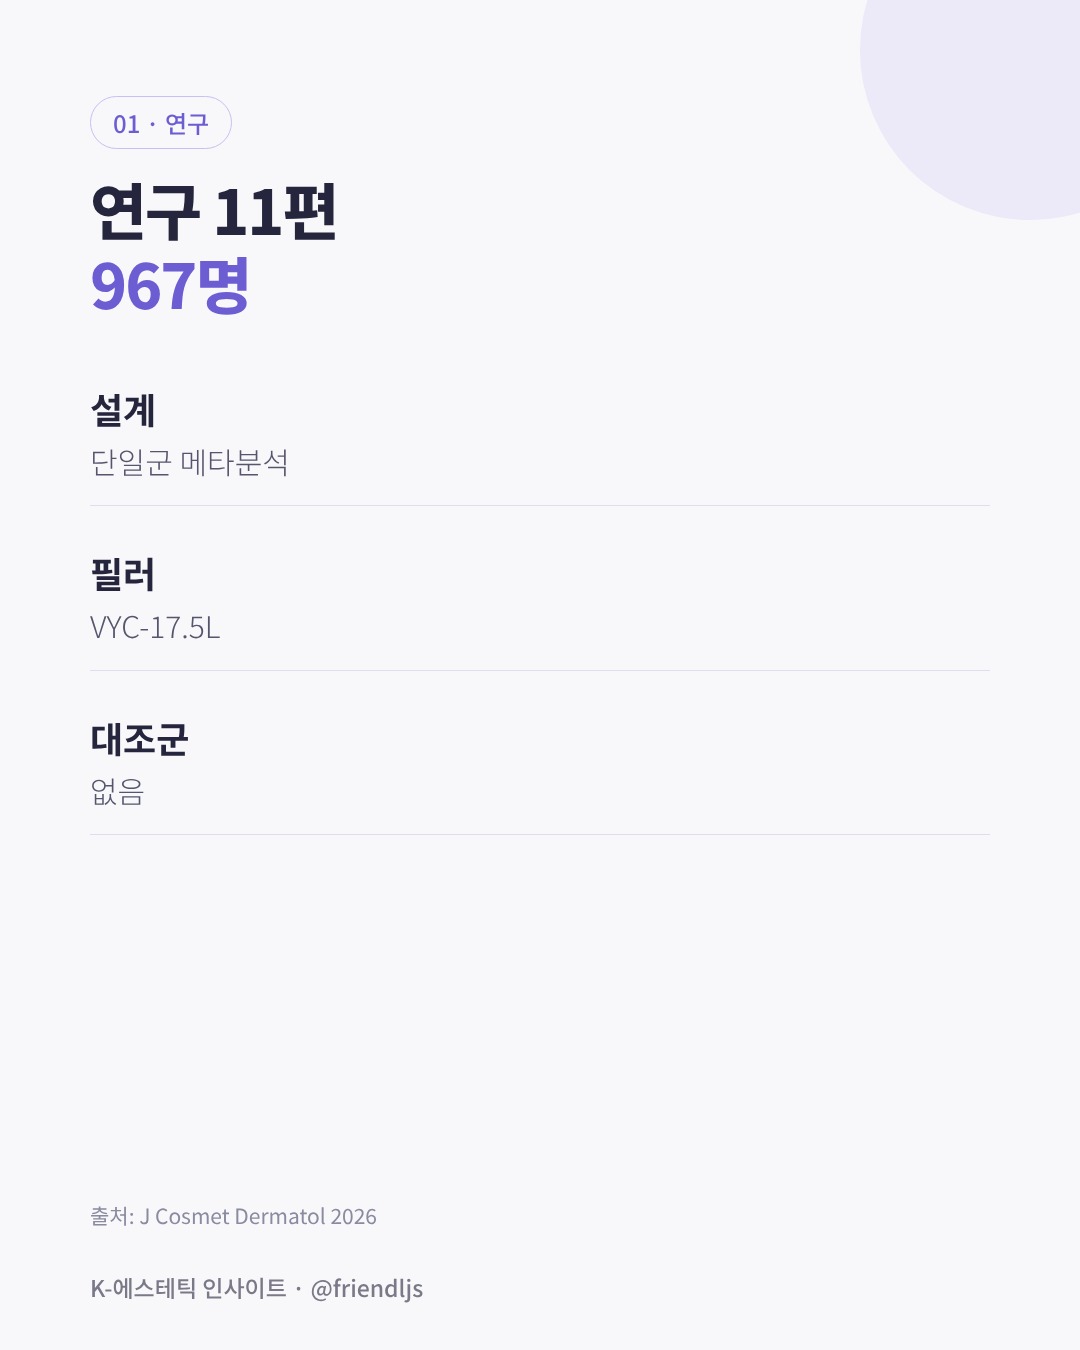 01 · 연구
연구 11편
967명
설계
단일군 메타분석
필러
VYC-17.5L
대조군
없음
출처: J Cosmet Dermatol 2026
K-에스테틱 인사이트 · @friendljs